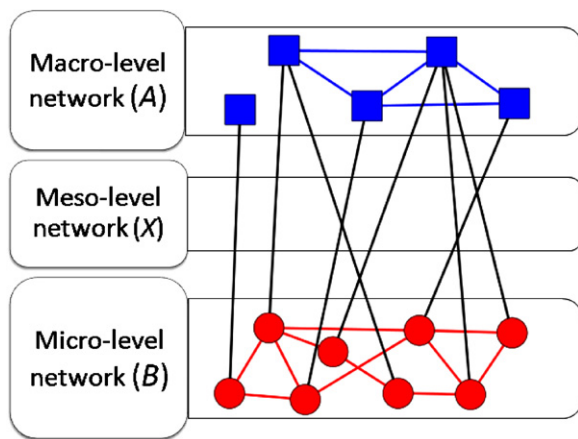 Macro-level
network (A)
Meso-level
network (X)
Micro-level
network (B)